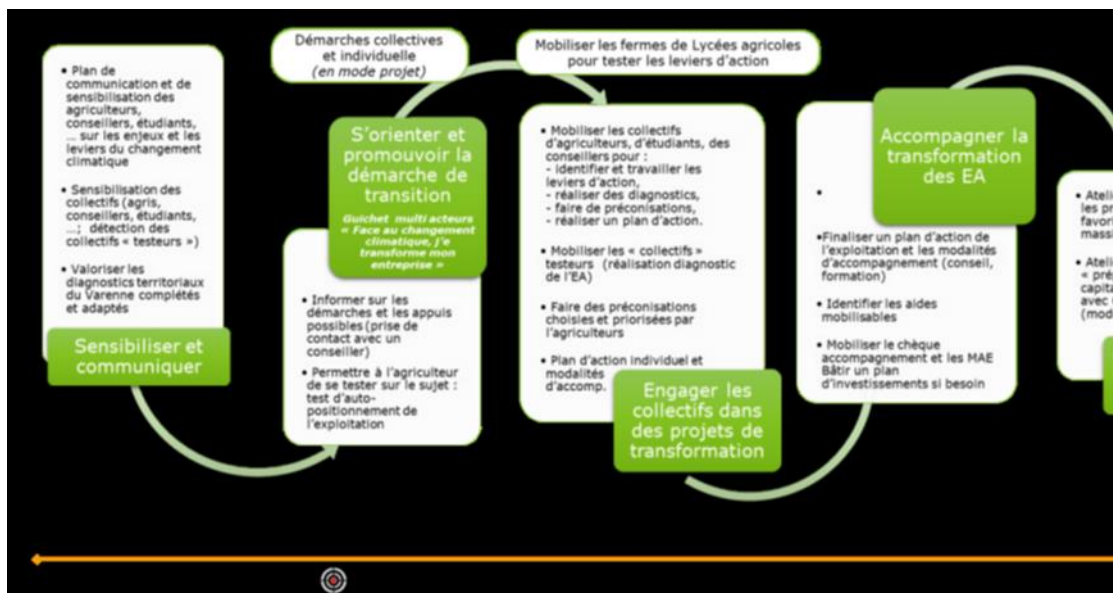 • Plan de
communication et de
sensibilisation des
agriculteurs,
conseillers, étudiants,
... sur les enjeux et les
leviers du changement
climatique
• Sensibilisation des
collectifs (agris,
conseillers, étudiants,
...; détection des
collectifs « testeurs »)
• Valoriser les
diagnostics territoriaux
du Varenne complétés
et adaptés
Sensibiliser et
communiquer
Démarches collectives
et individuelle
(en mode projet)
S'orienter et
promouvoir la
démarche de
transition
Guichet multi acteurs
« Face au changement
climatique, j'e
transforme mon
entreprise »
• Informer sur les
démarches et les appuis
possibles (prise de
contact avec un
conseiller)
• Permettre à l'agriculteur
de se tester sur le sujet :
test d'auto-
positionnement de
l'exploitation
Mobiliser les fermes de Lycées agricoles
pour tester les leviers d'action
• Mobiliser les collectifs
d'agriculteurs, d'étudiants, des
conseillers pour :
- identifier et travailler les
leviers d'action,
- réaliser des diagnostics,
- faire de préconisations,
- réaliser un plan d'action.
• Mobiliser les « collectifs »
testeurs (réalisation diagnostic
de l'EA)
• Faire des préconisations
choisies et priorisées par
l'agriculteurs
• Plan d'action individuel et
modalités
d'accomp.
Engager les
collectifs dans
des projets de
transformation
Accompagner la
transformation
des EA
•
•Finaliser un plan d'action de
l'exploitation et les modalités
d'accompagnement (conseil,
formation)
• Identifier les aides
mobilisables
• Mobiliser le chèque
accompagnement et les MAE
Bâtir un plan
d'investissements si besoin
• Ateli
les pr
favori
massi
• Ateli
« pré
capita
avec
(mod